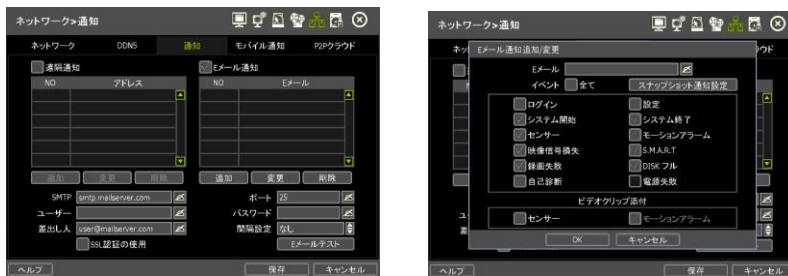 ネットワーク>通知
ネットワーク DDNS 通知 モバイル通知 P2Pクラウド
遠隔通知 Eメール通知
NO アドレス NO Eメール
追加 変更 削除 追加 変更 削除
SMTP smtp.mailserver.com ポート 25
ユーザー パスワード
差出し人 user@mailserver.com 間隔設定 なし
SSL認証の使用 Eメールテスト
ヘルプ 保存 キャンセル
ネットワーク>通知
Eメール通知追加/変更
Eメール
イベント 全て スナップショット通知設定
ログイン 設定
システム開始 システム終了
センサー モーションアラーム
映像信号損失 S.M.A.R.T
録画失敗 DISK フル
自己診断 電源失敗
ビデオクリップ添付
センサー モーションアラーム
OK キャンセル
ヘルプ 保存 キャンセル